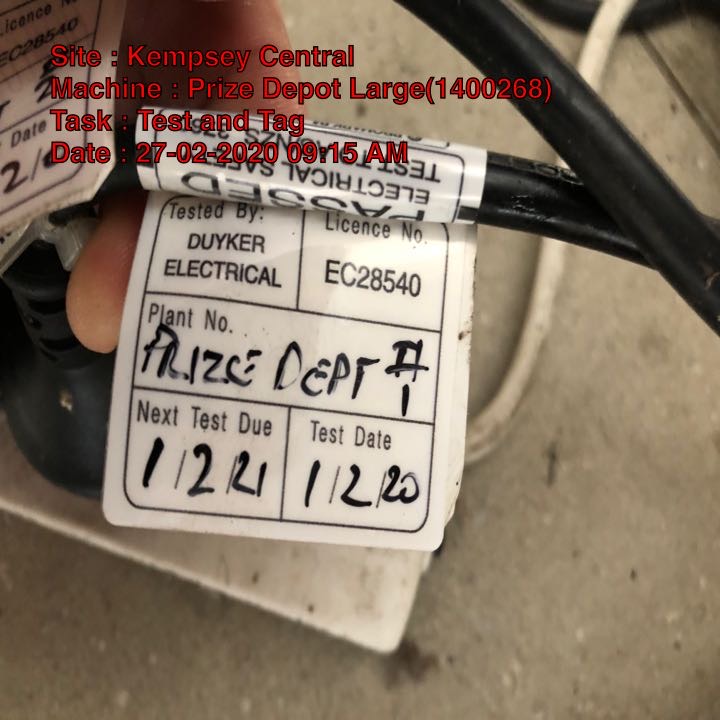 Site : Kempsey Central
Machine : Prize Depot Large(1400268)
Task : Test and Tag
Date : 27-02-2020 09:15 AM
Licence No.
EC28540
Date
PASSED
ELECTRICAL
Tested By:
DUYKER
ELECTRICAL
Licence No.
EC28540
Plant No.
PRIZE DEPT #
1
Next Test Due
1/2/21
Test Date
1/2/20